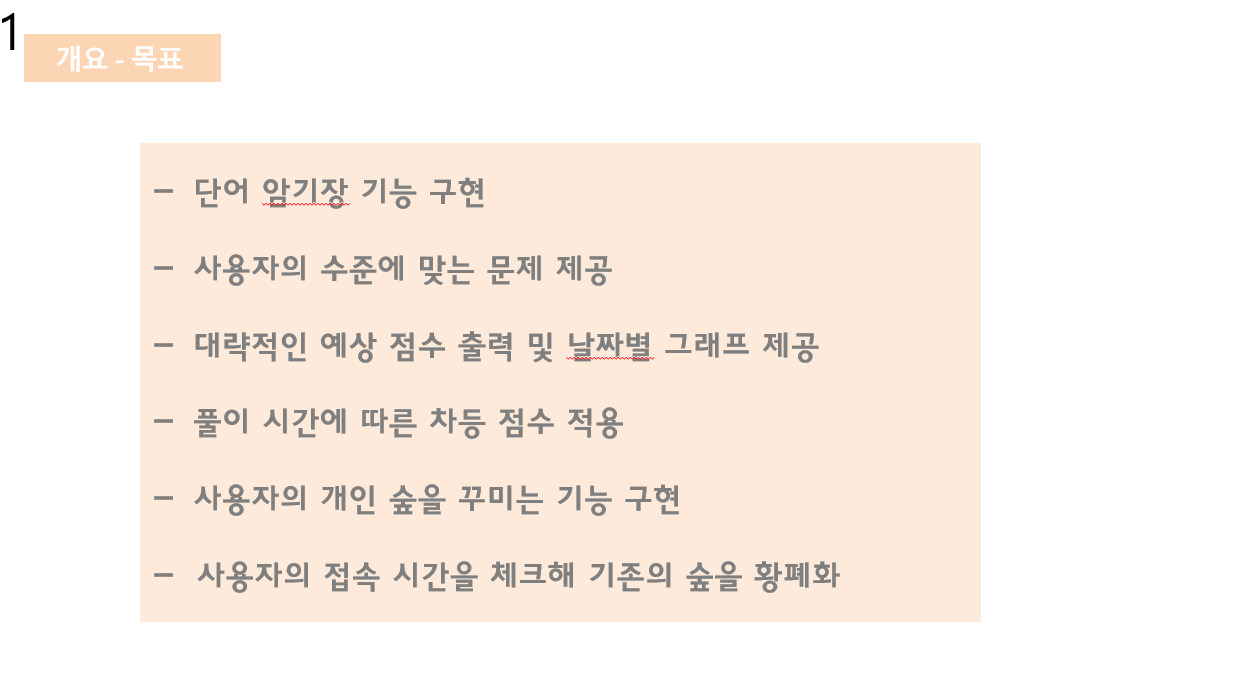 1
개요 - 목표
– 단어 암기장 기능 구현
– 사용자의 수준에 맞는 문제 제공
– 대략적인 예상 점수 출력 및 날짜별 그래프 제공
– 풀이 시간에 따른 차등 점수 적용
– 사용자의 개인 숲을 꾸미는 기능 구현
– 사용자의 접속 시간을 체크해 기존의 숲을 황폐화